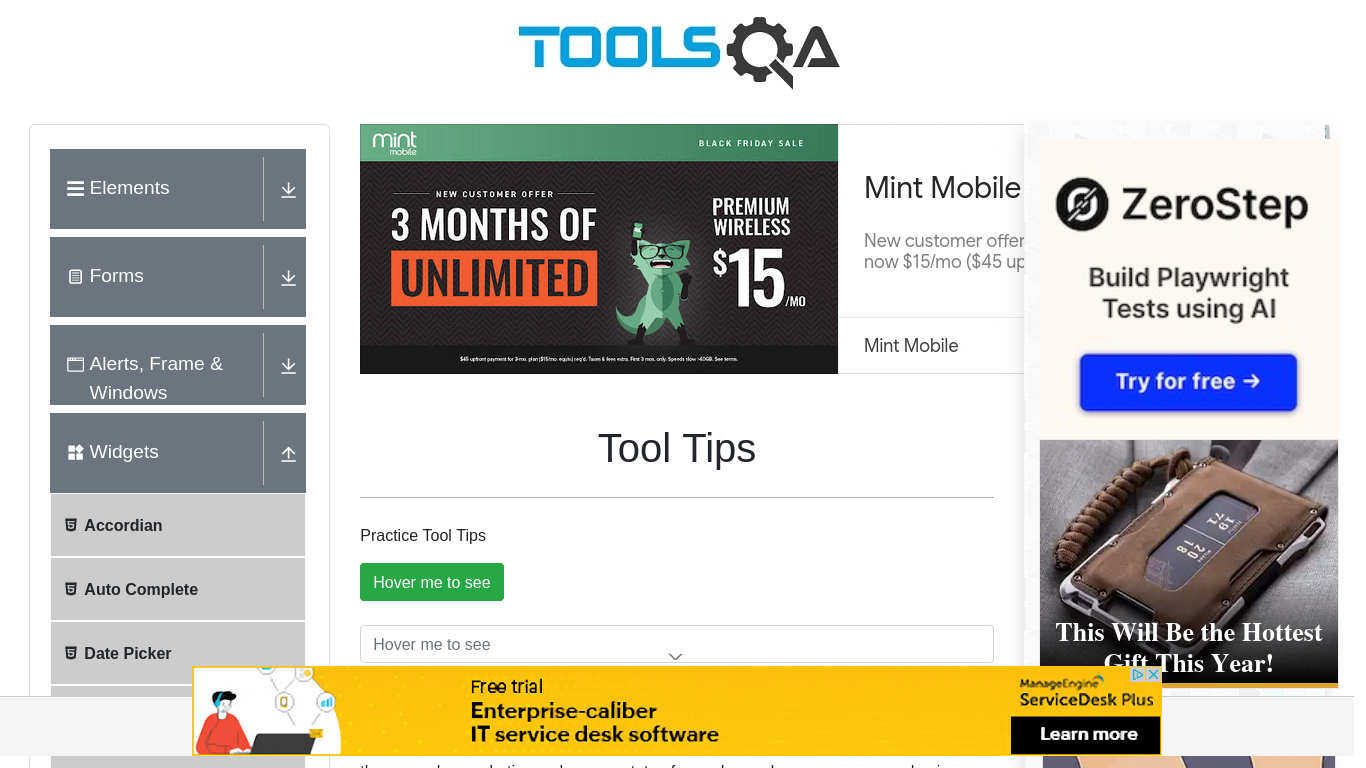 TOOLSQA
Elements
Forms
Alerts, Frame &
Windows
Widgets
Accordian
Auto Complete
Date Picker
mint
mobile
BLACK FRIDAY SALE
NEW CUSTOMER OFFER
3 MONTHS OF
UNLIMITED
PREMIUM
WIRELESS
$15/MO
$45 upfront payment for 3-mo. plan ($15/mo. equiv.) req'd. Taxes & fees extra. First 3 mos. only. Speeds slow >40GB. See terms.
Mint Mobile
New customer offer
now $15/mo ($45 up
Mint Mobile
Tool Tips
Practice Tool Tips
Hover me to see
Hover me to see
ZeroStep
Build Playwright
Tests using AI
Try for free →
This Will Be the Hottest
Gift This Year!
Free trial
Enterprise-caliber
IT service desk software
ManageEngine
ServiceDesk Plus
Learn more